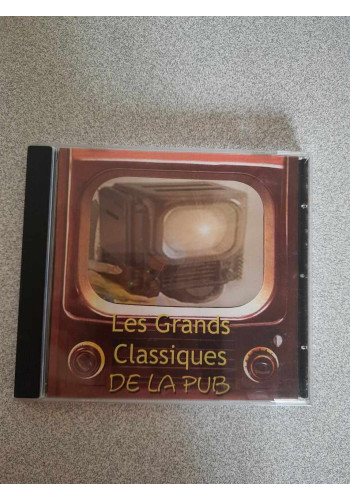 Les Grands
Classiques
DE LA PUB